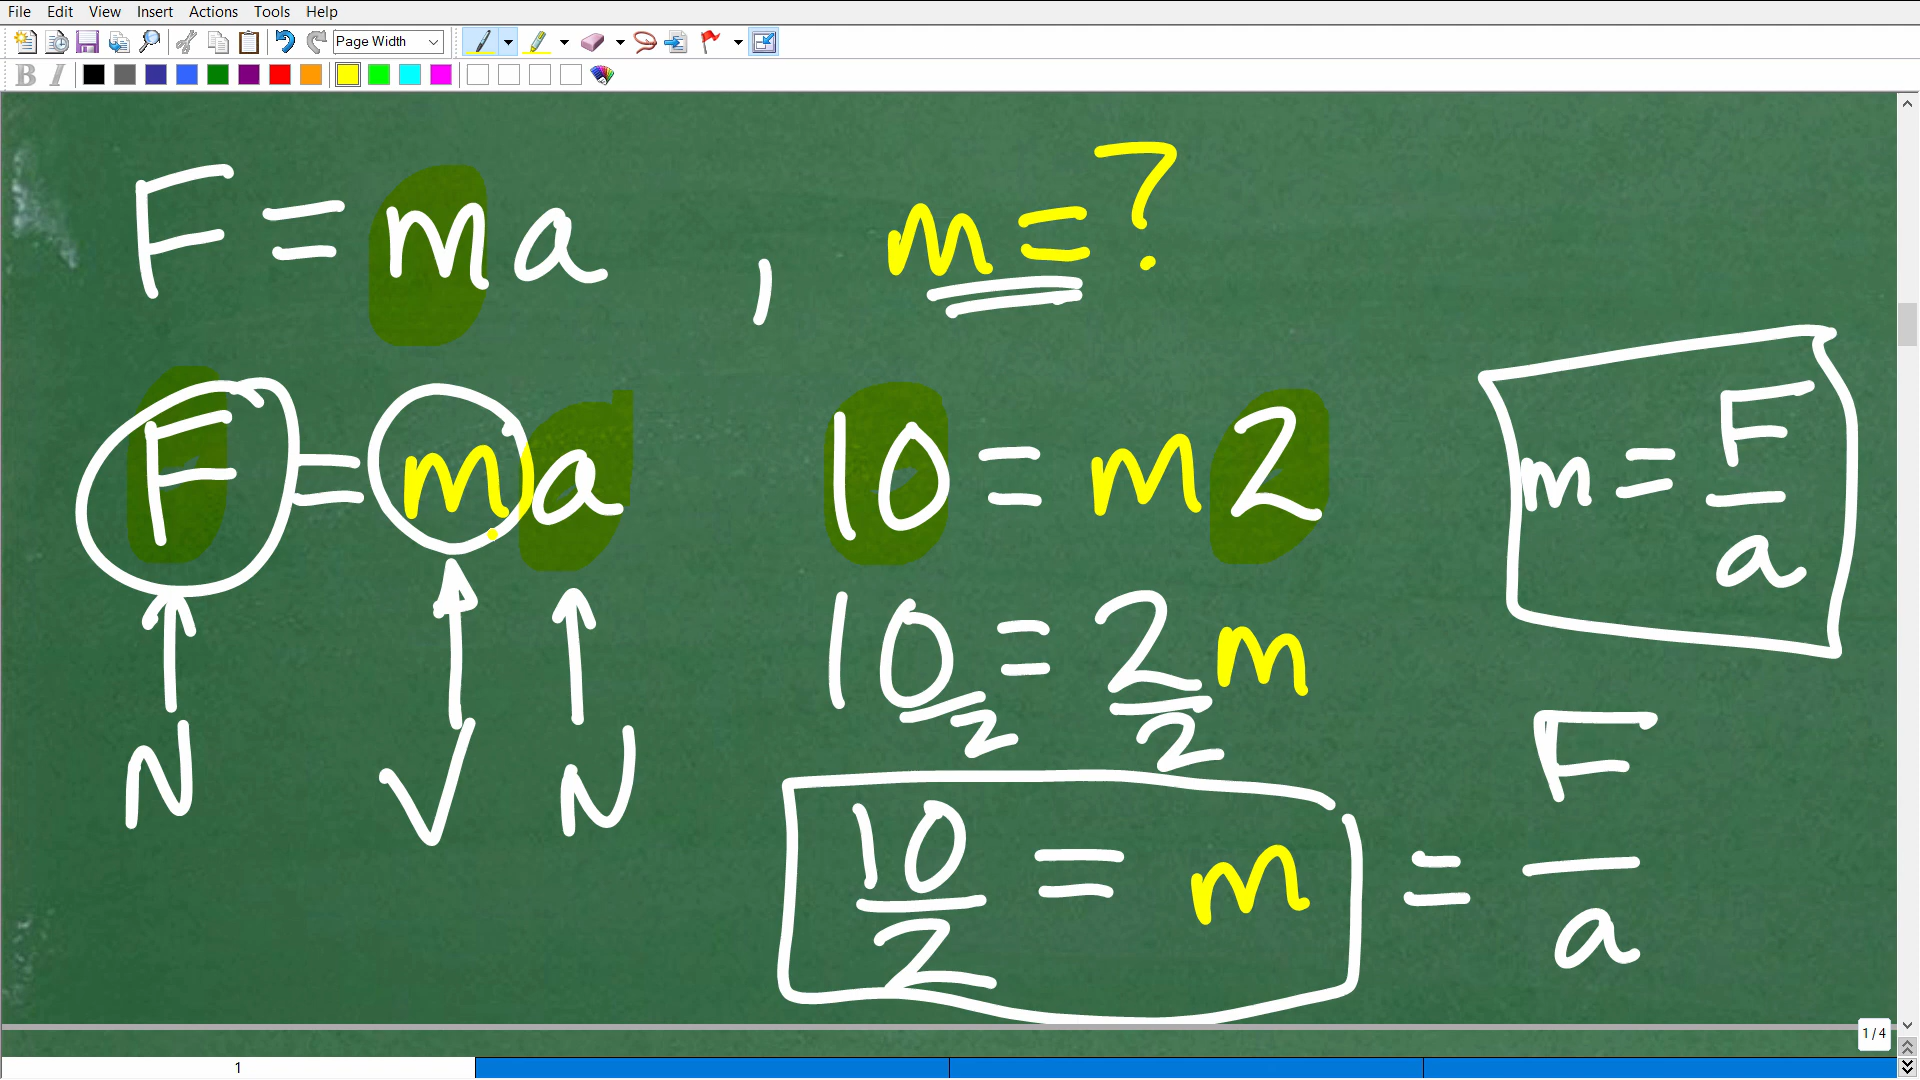 File Edit View Insert Actions Tools Help
Page Width
B I
F = ma , m = ?
F = ma
10 = m2
m = F/a
10/2 = 2/2 m
N √ N
10/2 = m = F/a
1 / 4
1